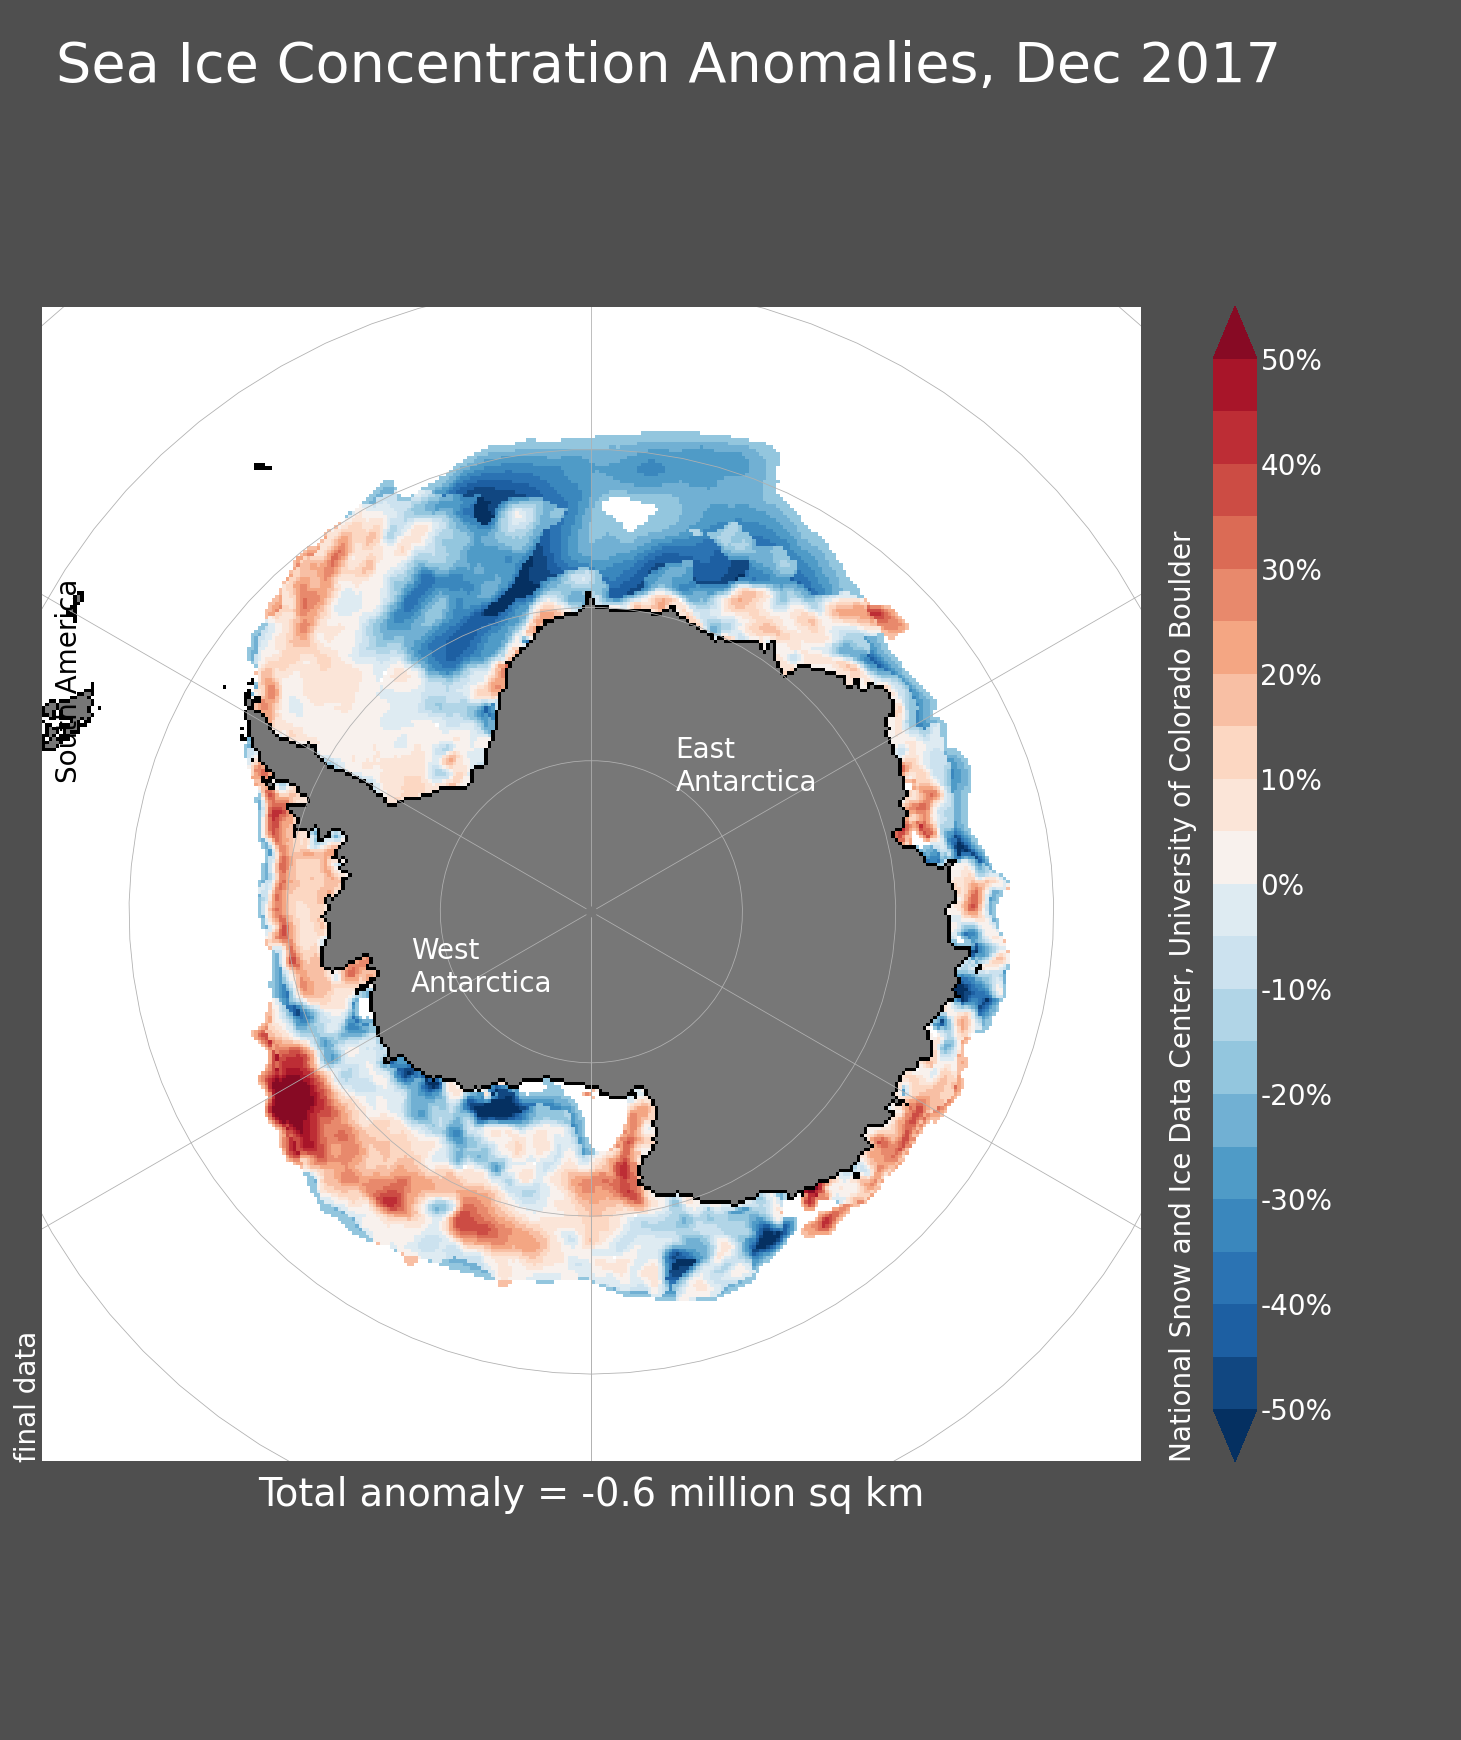 Sea Ice Concentration Anomalies, Dec 2017
South America
East
Antarctica
West
Antarctica
final data
National Snow and Ice Data Center, University of Colorado Boulder
50%
40%
30%
20%
10%
0%
-10%
-20%
-30%
-40%
-50%
Total anomaly = -0.6 million sq km